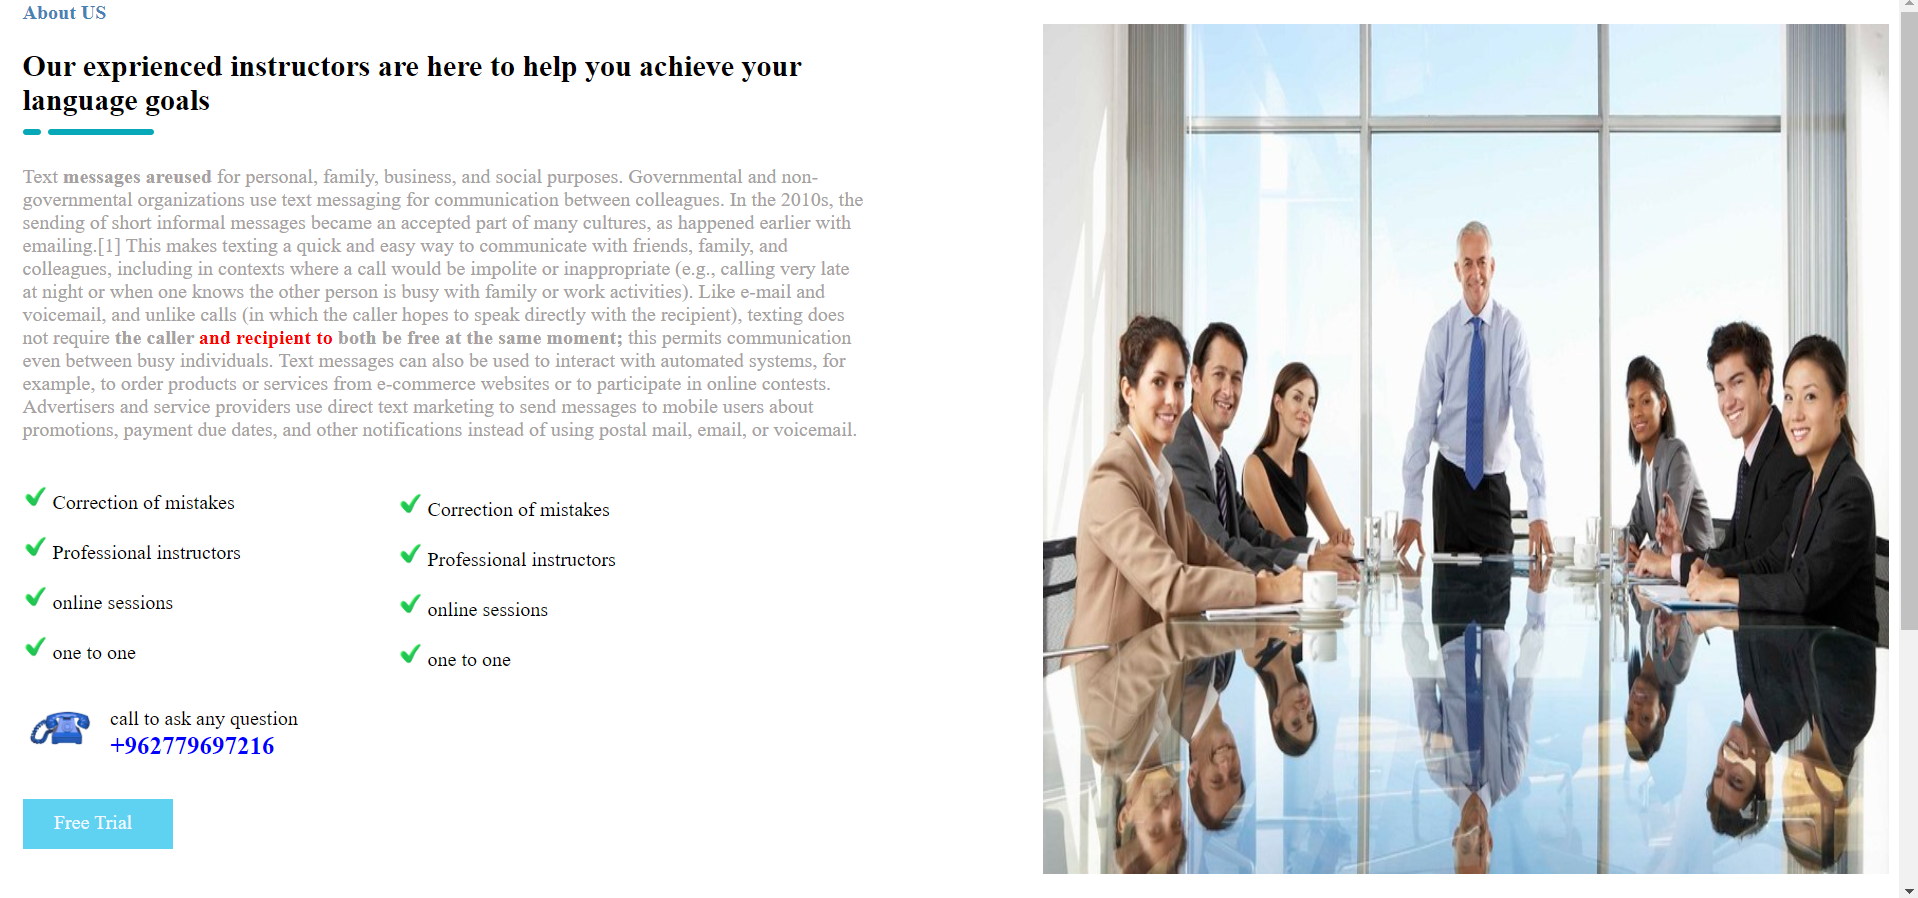 About US
Our exprienced instructors are here to help you achieve your
language goals
Text messages areused for personal, family, business, and social purposes. Governmental and non-
governmental organizations use text messaging for communication between colleagues. In the 2010s, the
sending of short informal messages became an accepted part of many cultures, as happened earlier with
emailing.[1] This makes texting a quick and easy way to communicate with friends, family, and
colleagues, including in contexts where a call would be impolite or inappropriate (e.g., calling very late
at night or when one knows the other person is busy with family or work activities). Like e-mail and
voicemail, and unlike calls (in which the caller hopes to speak directly with the recipient), texting does
not require the caller and recipient to both be free at the same moment; this permits communication
even between busy individuals. Text messages can also be used to interact with automated systems, for
example, to order products or services from e-commerce websites or to participate in online contests.
Advertisers and service providers use direct text marketing to send messages to mobile users about
promotions, payment due dates, and other notifications instead of using postal mail, email, or voicemail.
Correction of mistakes
Professional instructors
online sessions
one to one
Correction of mistakes
Professional instructors
online sessions
one to one
call to ask any question
+962779697216
Free Trial